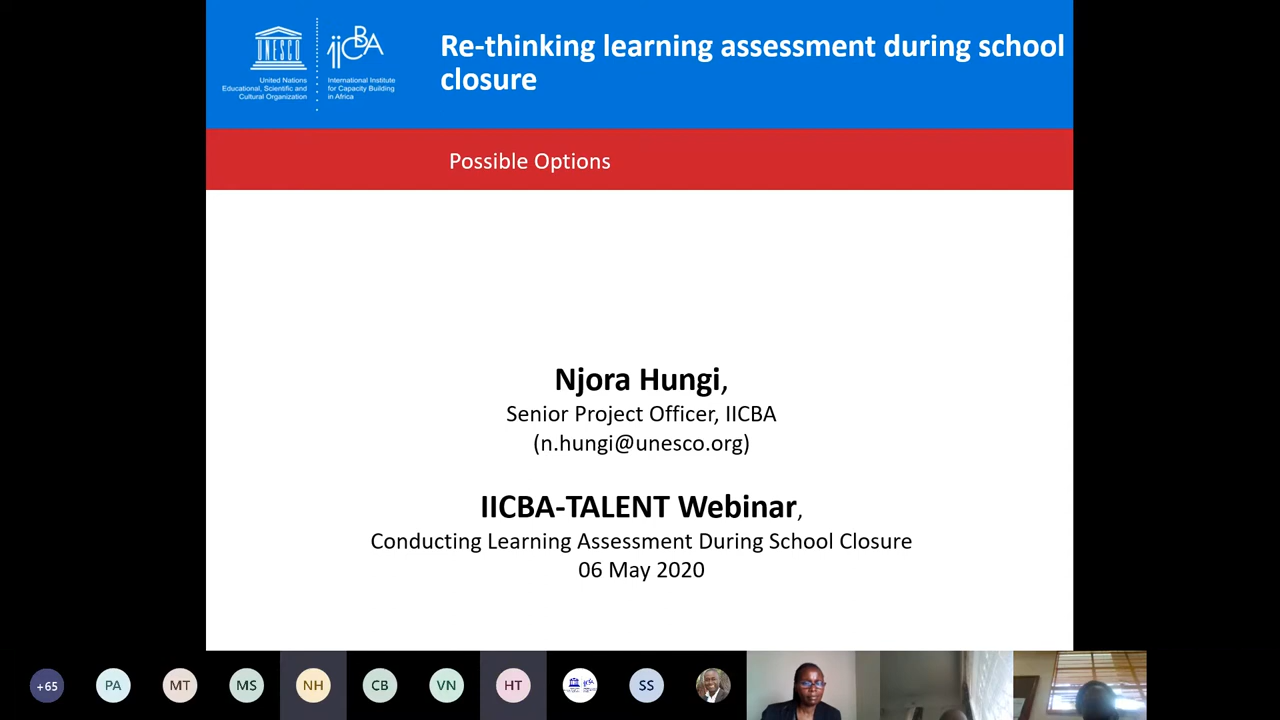 UNESCO
iicBA
United Nations
Educational, Scientific and
Cultural Organization
International Institute
for Capacity Building
in Africa
Re-thinking learning assessment during school
closure
Possible Options
Njora Hungi,
Senior Project Officer, IICBA
(n.hungi@unesco.org)
IICBA-TALENT Webinar,
Conducting Learning Assessment During School Closure
06 May 2020
+65
PA
MT
MS
NH
CB
VN
HT
SS